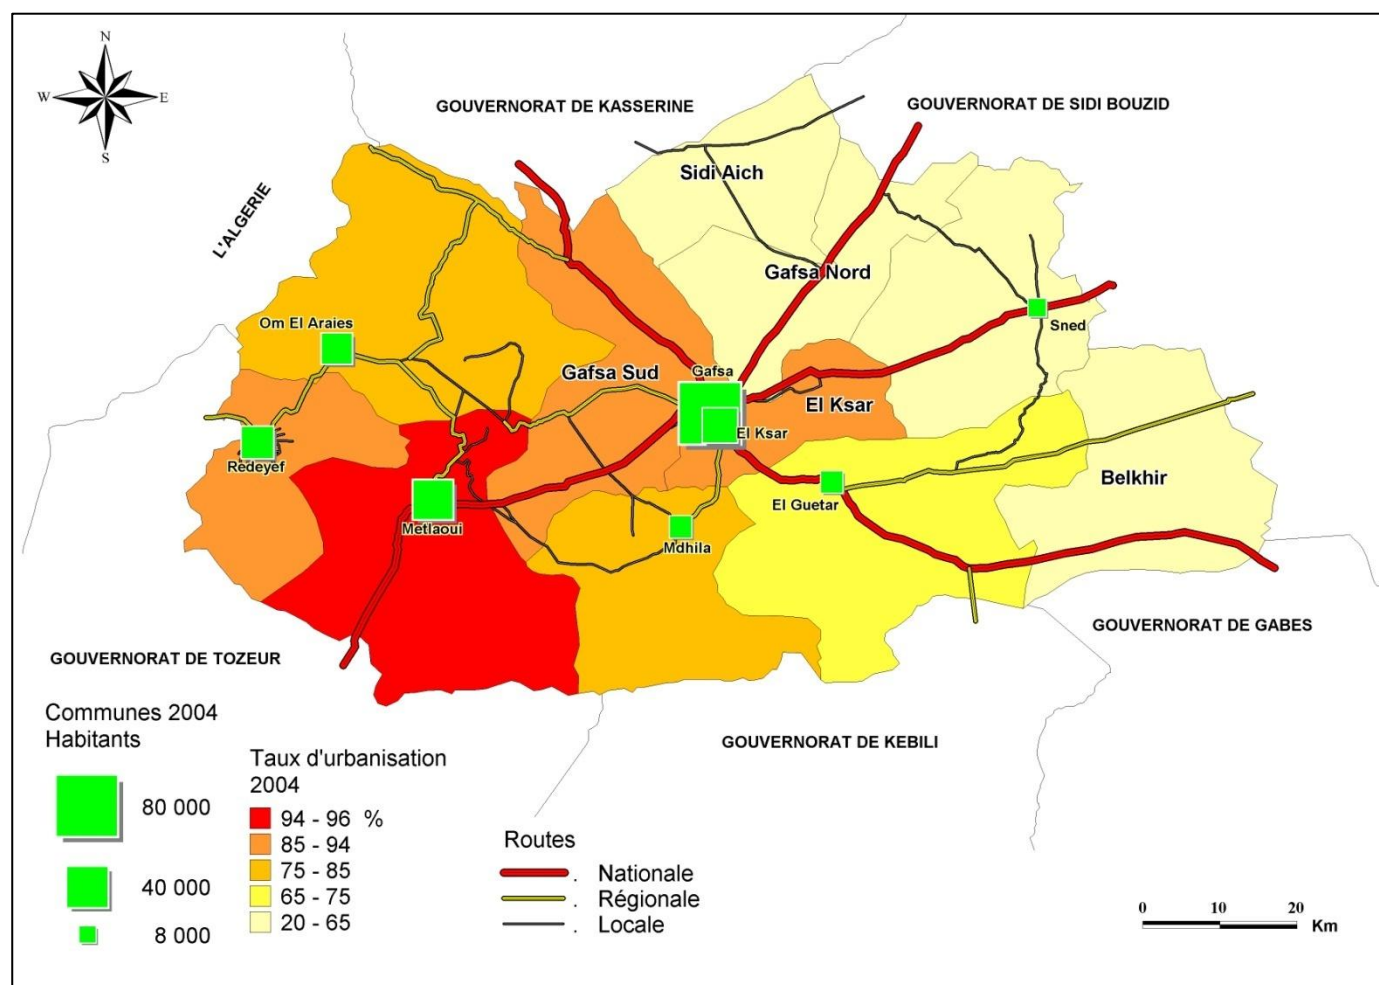 N
W E
S
GOUVERNORAT DE KASSERINE
GOUVERNORAT DE SIDI BOUZID
L'ALGERIE
Sidi Aich
Gafsa Nord
Om El Araies
Sned
Gafsa Sud
Gafsa
El Ksar
El Ksar
Redeyef
Belkhir
El Guetar
Metlaoui
Mdhila
GOUVERNORAT DE GABES
GOUVERNORAT DE TOZEUR
GOUVERNORAT DE KEBILI
Communes 2004
Habitants
80 000
40 000
8 000
Taux d'urbanisation
2004
94 - 96 %
85 - 94
75 - 85
65 - 75
20 - 65
Routes
. Nationale
. Régionale
. Locale
0 10 20
Km